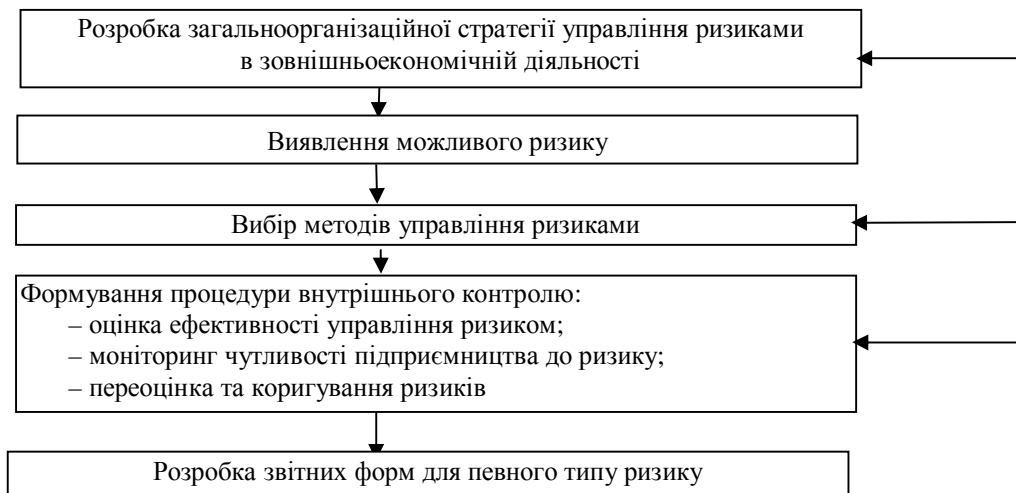 Розробка загальноорганізаційної стратегії управління ризиками
в зовнішньоекономічній діяльності
Виявлення можливого ризику
Вибір методів управління ризиками
Формування процедури внутрішнього контролю:
– оцінка ефективності управління ризиком;
– моніторинг чутливості підприємництва до ризику;
– переоцінка та коригування ризиків
Розробка звітних форм для певного типу ризику